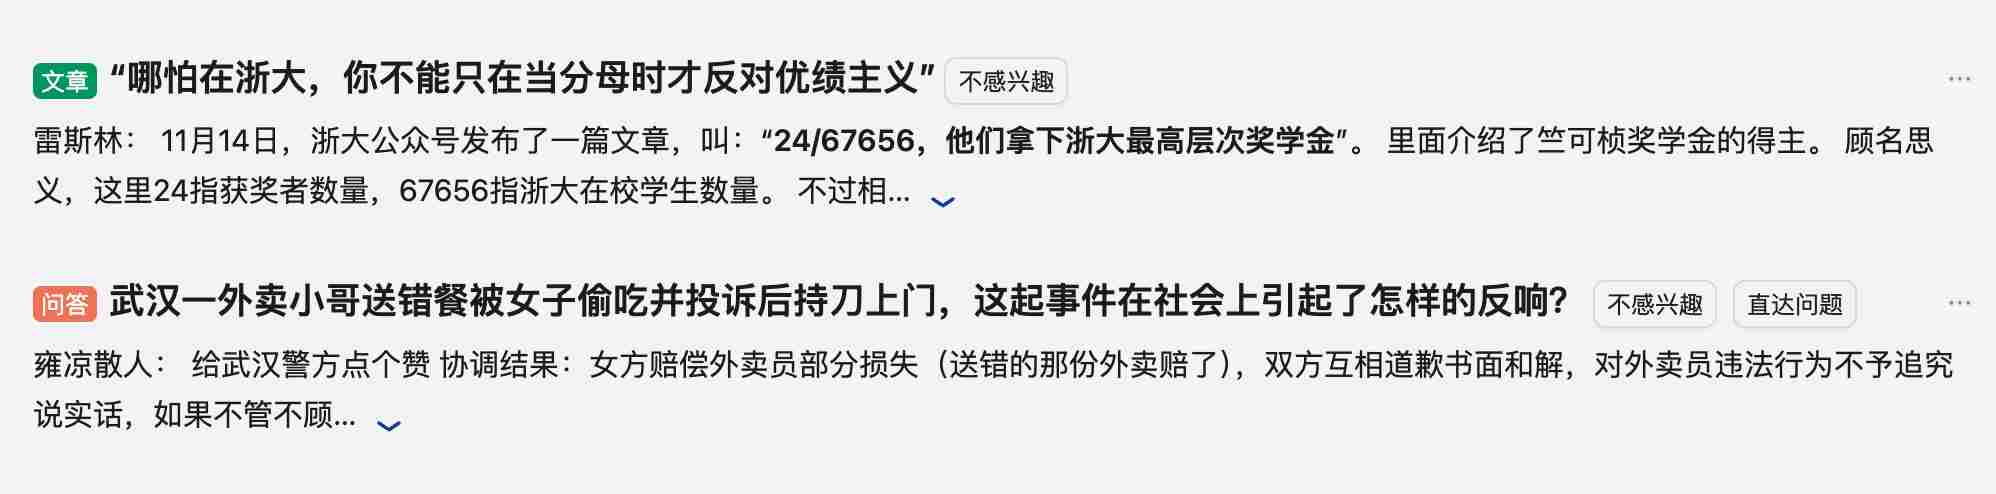 文章 “哪怕在浙大，你不能只在当分母时才反对优绩主义” 不感兴趣 ...
雷斯林： 11月14日，浙大公众号发布了一篇文章，叫：“24/67656，他们拿下浙大最高层次奖学金”。 里面介绍了竺可桢奖学金的得主。 顾名思
义，这里24指获奖者数量，67656指浙大在校学生数量。 不过相...
问答 武汉一外卖小哥送错餐被女子偷吃并投诉后持刀上门，这起事件在社会上引起了怎样的反响? 不感兴趣 直达问题 ...
雍凉散人： 给武汉警方点个赞 协调结果：女方赔偿外卖员部分损失（送错的那份外卖赔了），双方互相道歉书面和解，对外卖员违法行为不予追究
说实话，如果不管不顾...